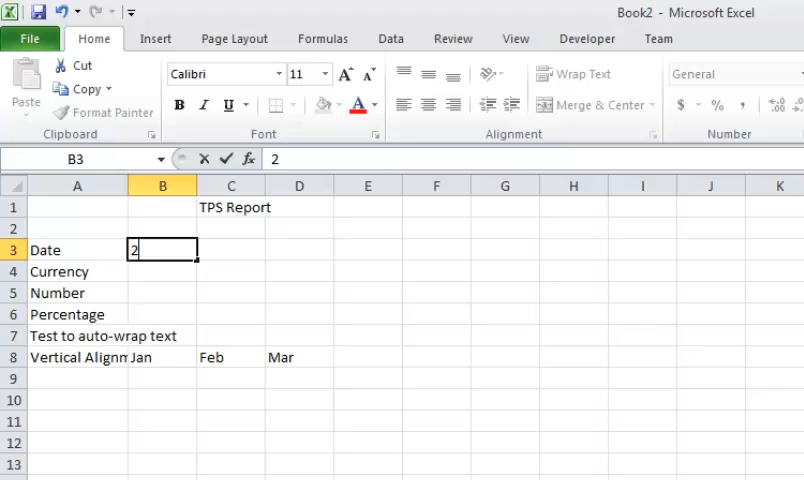 Book2 - Microsoft Excel
File Home Insert Page Layout Formulas Data Review View Developer Team
Cut
Copy
Format Painter
Paste
Clipboard
Calibri 11
B I U A
Font
Wrap Text
Merge & Center
Alignment
General
$ % ,
Number
B3 fx 2
A B C D E F G H I J K
1 TPS Report
2
3 Date 2
4 Currency
5 Number
6 Percentage
7 Test to auto-wrap text
8 Vertical Alignm Jan Feb Mar
9
10
11
12
13